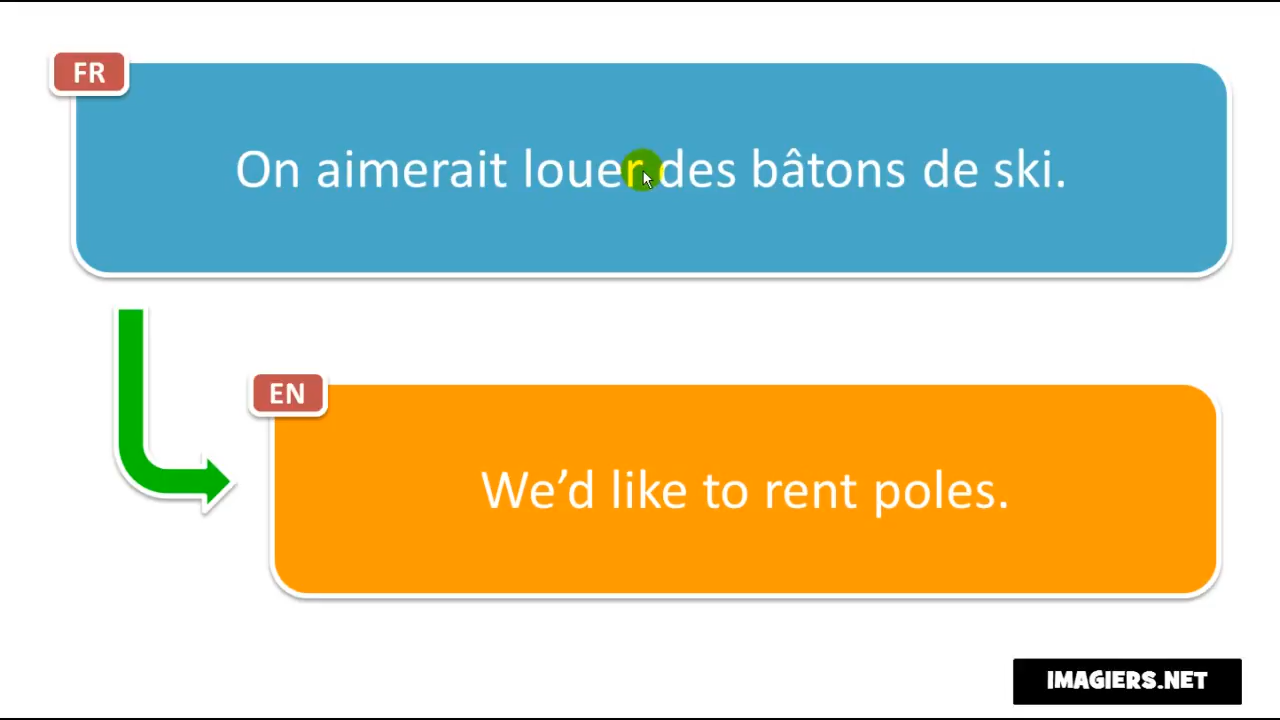 FR
On aimerait louer des bâtons de ski.
EN
We’d like to rent poles.
IMAGIERS.NET